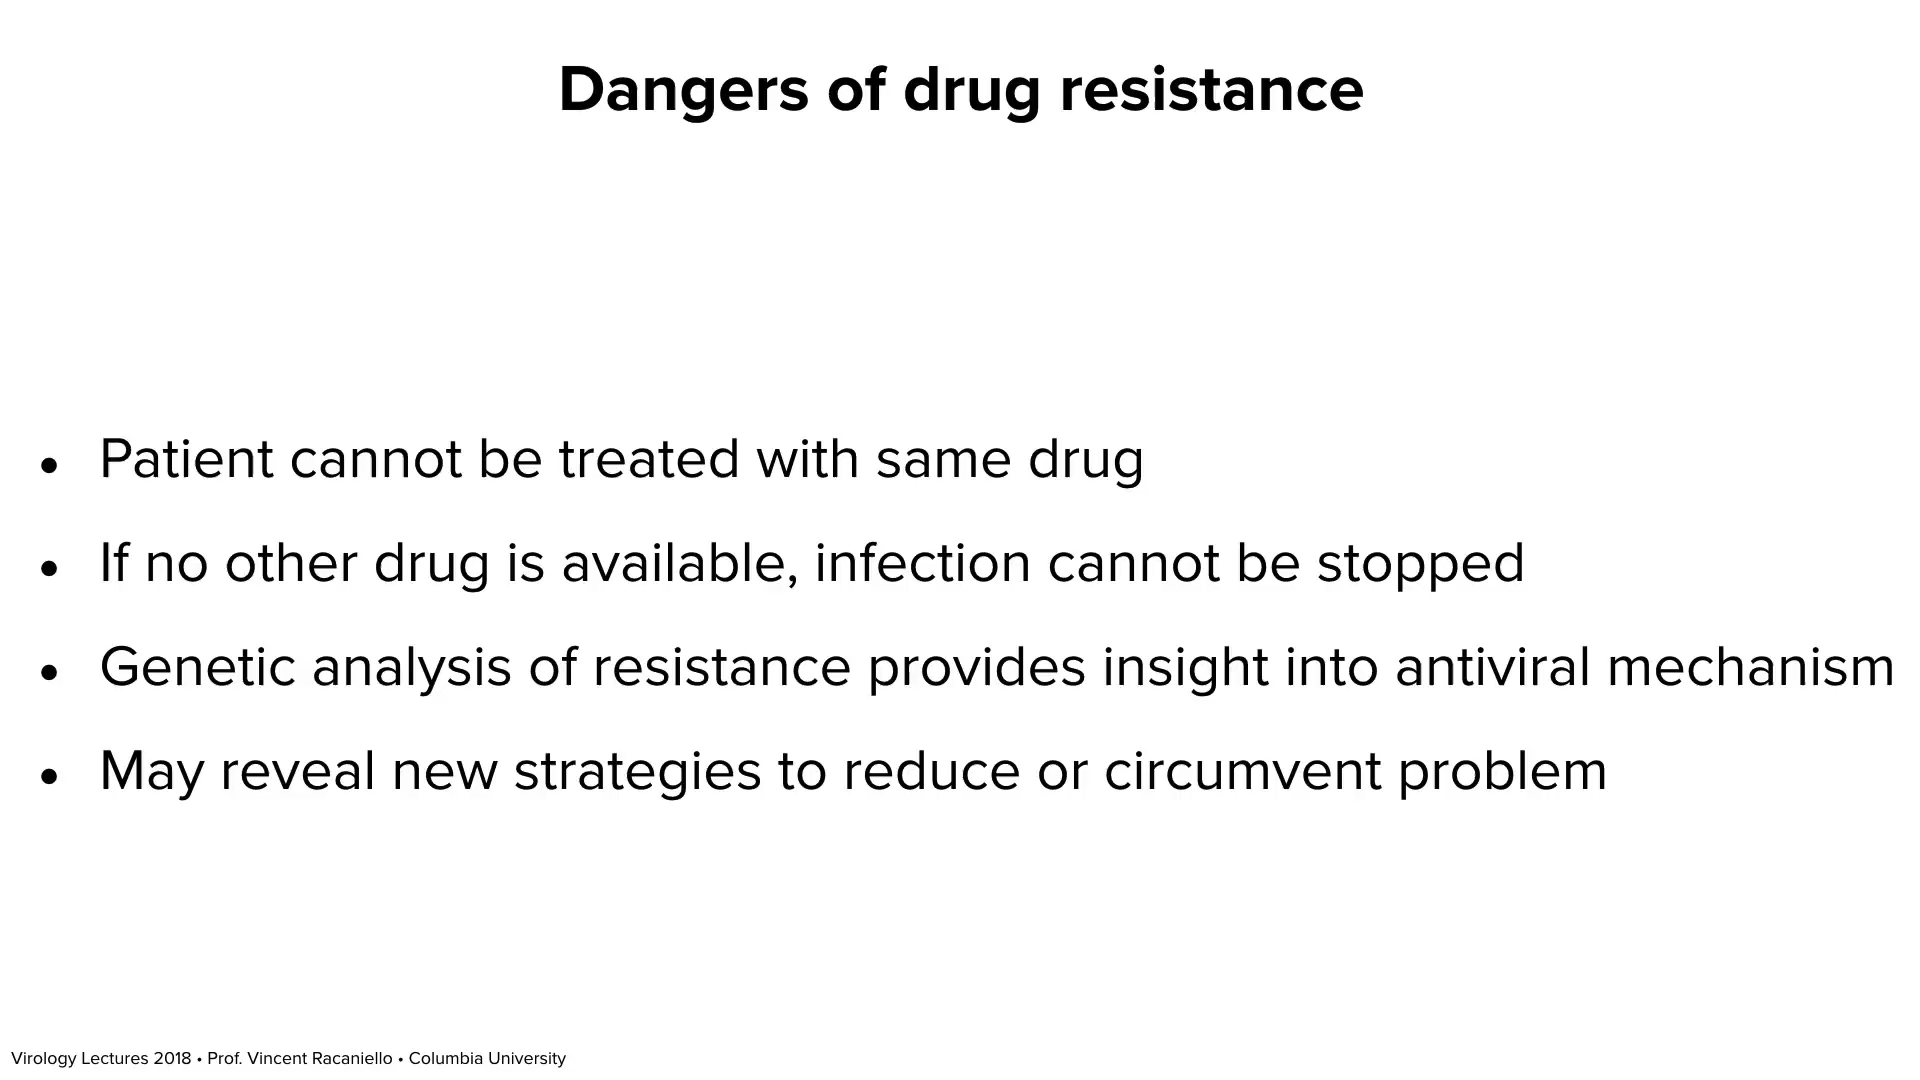 Dangers of drug resistance
• Patient cannot be treated with same drug
• If no other drug is available, infection cannot be stopped
• Genetic analysis of resistance provides insight into antiviral mechanism
• May reveal new strategies to reduce or circumvent problem
Virology Lectures 2018 • Prof. Vincent Racaniello • Columbia University